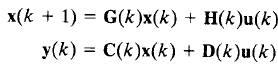 x(k + 1) = G(k)x(k) + H(k)u(k)
y(k) = C(k)x(k) + D(k)u(k)